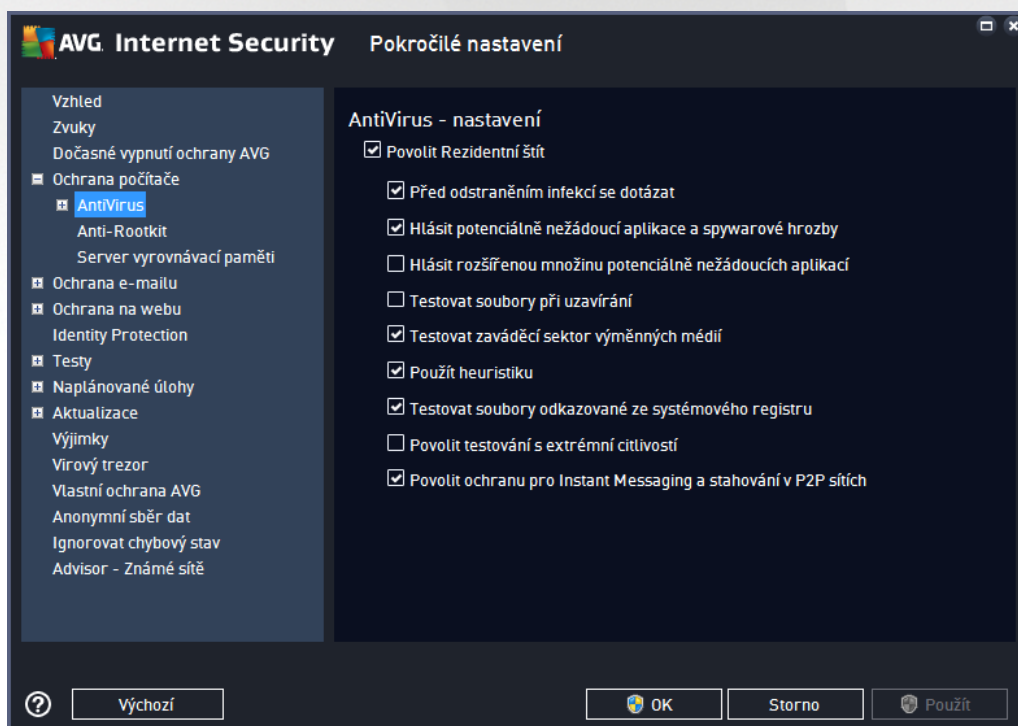 AVG. Internet Security Pokročilé nastavení
Vzhled
Zvuky
Dočasné vypnutí ochrany AVG
Ochrana počítače
AntiVirus
Anti-Rootkit
Server vyrovnávací paměti
Ochrana e-mailu
Ochrana na webu
Identity Protection
Testy
Naplánované úlohy
Aktualizace
Výjimky
Virový trezor
Vlastní ochrana AVG
Anonymní sběr dat
Ignorovat chybový stav
Advisor - Známé sítě
AntiVirus - nastavení
Povolit Rezidentní štít
Před odstraněním infekcí se dotázat
Hlásit potenciálně nežádoucí aplikace a spywarové hrozby
Hlásit rozšířenou množinu potenciálně nežádoucích aplikací
Testovat soubory při uzavírání
Testovat zaváděcí sektor výměnných médií
Použít heuristiku
Testovat soubory odkazované ze systémového registru
Povolit testování s extrémní citlivostí
Povolit ochranu pro Instant Messaging a stahování v P2P sítích
? Výchozí OK Storno Použít